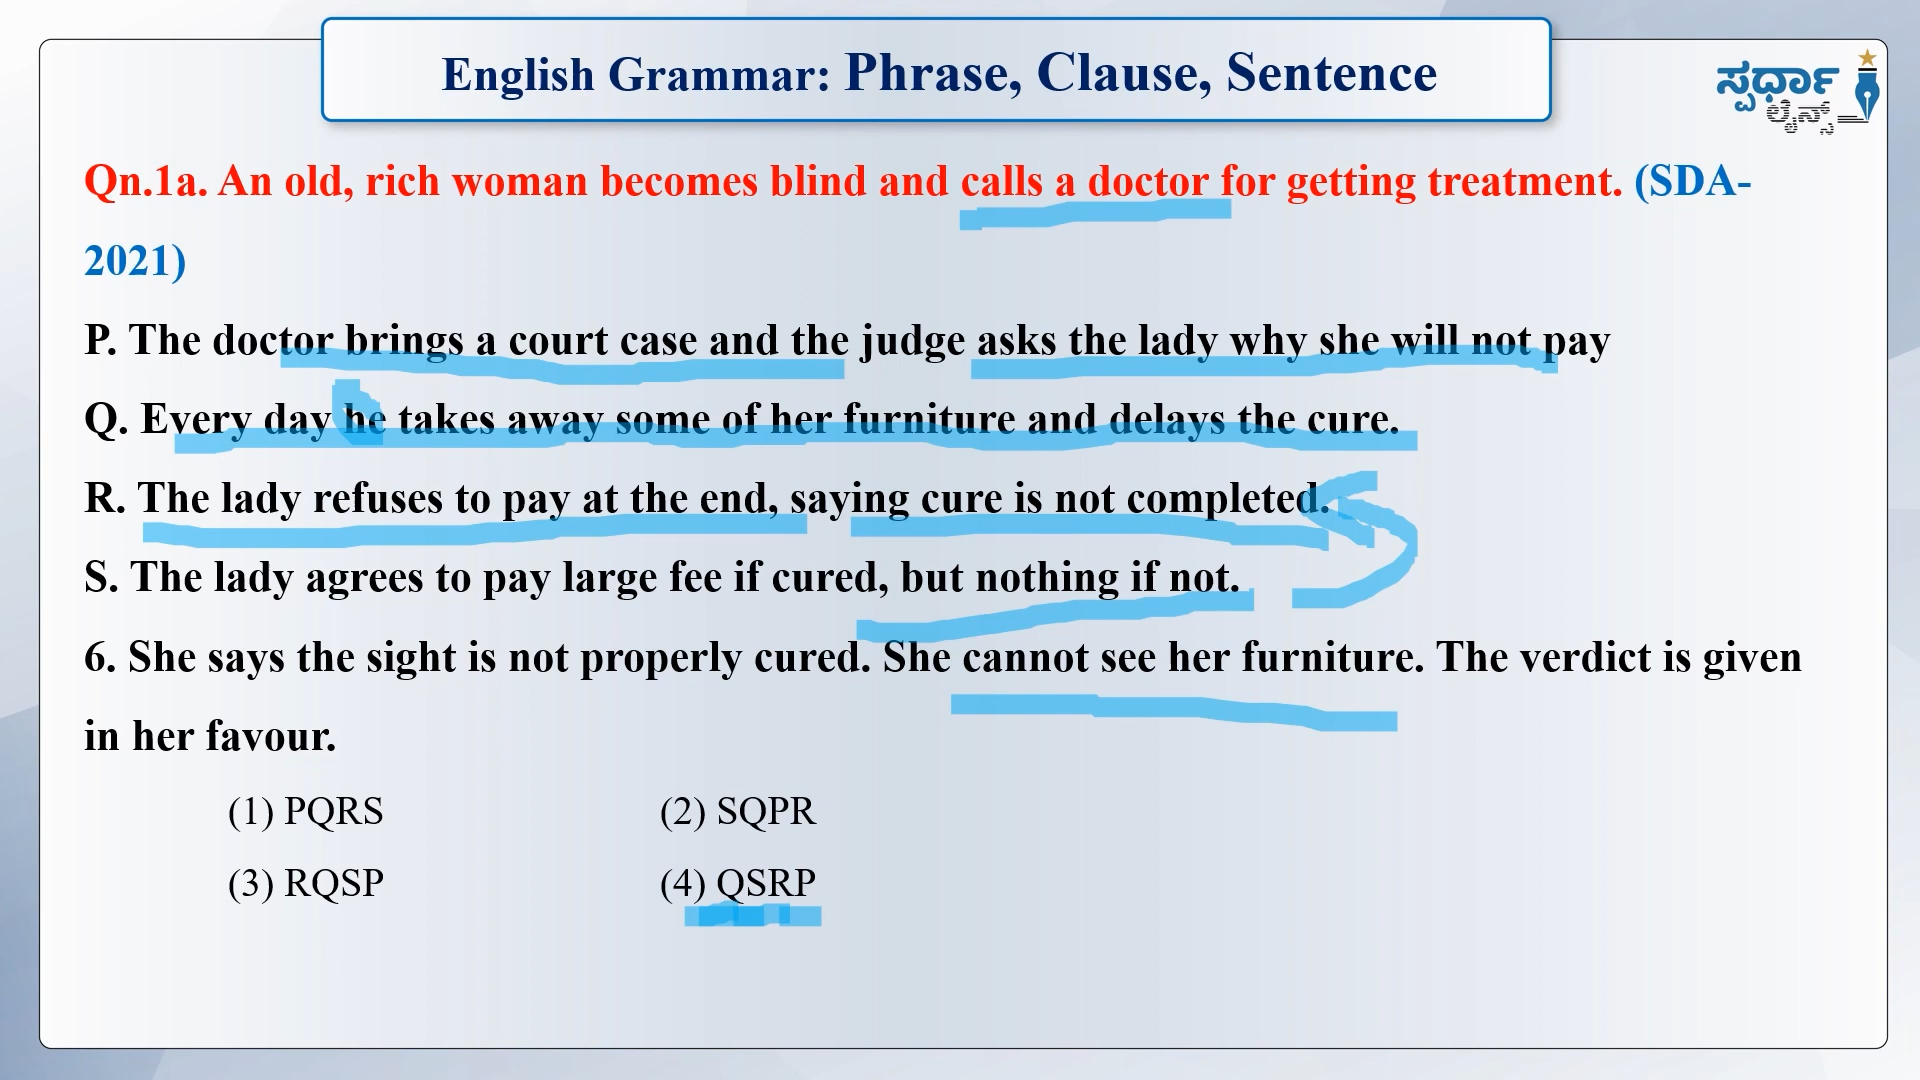 English Grammar: Phrase, Clause, Sentence
ಸ್ಪರ್ಧಾ
ಲೈನ್ಸ್
Qn.1a. An old, rich woman becomes blind and calls a doctor for getting treatment. (SDA-
2021)
P. The doctor brings a court case and the judge asks the lady why she will not pay
Q. Every day he takes away some of her furniture and delays the cure.
R. The lady refuses to pay at the end, saying cure is not completed.
S. The lady agrees to pay large fee if cured, but nothing if not.
6. She says the sight is not properly cured. She cannot see her furniture. The verdict is given
in her favour.
(1) PQRS (2) SQPR
(3) RQSP (4) QSRP